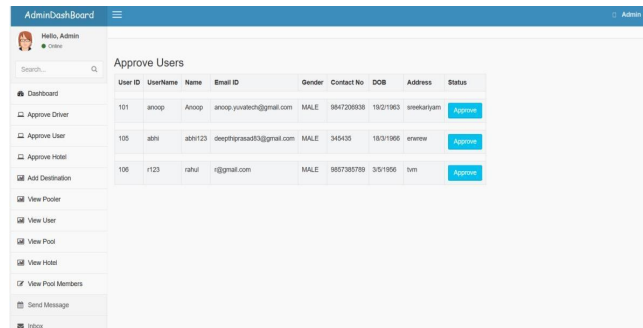 AdminDashBoard
Admin
Hello, Admin
Online
Search...
Dashboard
Approve Driver
Approve User
Approve Hotel
Add Destination
View Pooler
View User
View Pool
View Hotel
View Pool Members
Send Message
Inbox
Approve Users
User ID UserName Name Email ID Gender Contact No DOB Address Status
101 anoop Anoop anoop.yuvatech@gmail.com MALE 9847206936 19/2/1963 sreekariyam Approve
105 abhi abhi123 deepthiprasad83@gmail.com MALE 345435 18/3/1966 erwrew Approve
106 r123 rahul r@gmail.com MALE 9857385789 3/5/1956 tvm Approve